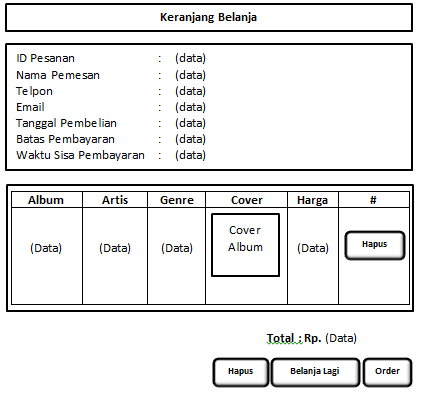 Keranjang Belanja
ID Pesanan : (data)
Nama Pemesan : (data)
Telpon : (data)
Email : (data)
Tanggal Pembelian : (data)
Batas Pembayaran : (data)
Waktu Sisa Pembayaran : (data)
Album Artis Genre Cover Harga #
Cover
Album
(Data) (Data) (Data) (Data) Hapus
Total : Rp. (Data)
Hapus Belanja Lagi Order